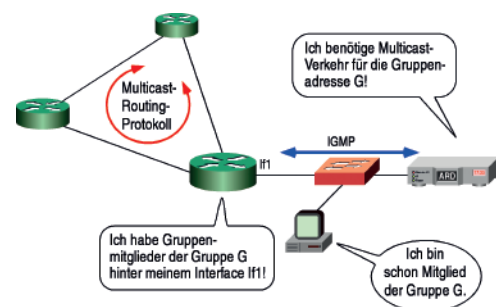 Ich benötige Multicast-
Verkehr für die Gruppen-
adresse G!
Multicast-
Routing-
Protokoll
IGMP
If1
ARD
Ich habe Gruppen-
mitglieder der Gruppe G
hinter meinem Interface If1!
Ich bin
schon Mitglied
der Gruppe G.